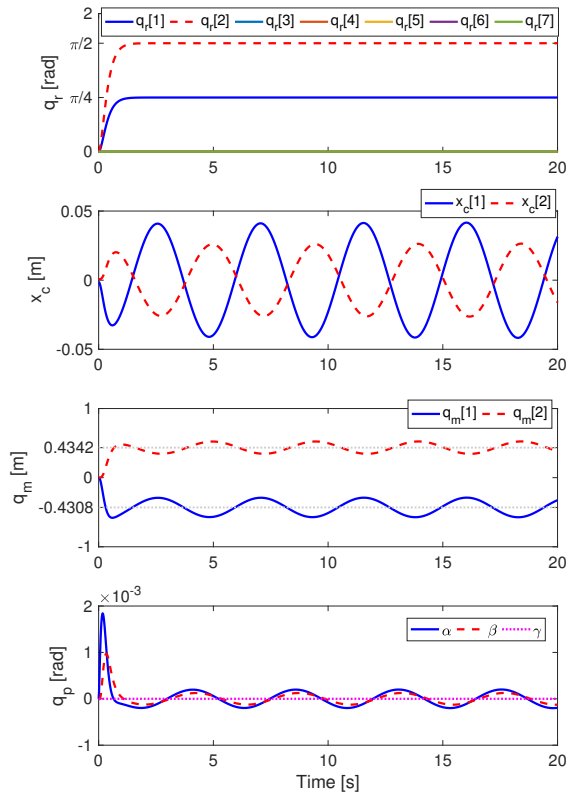 q_r[1] q_r[2] q_r[3] q_r[4] q_r[5] q_r[6] q_r[7]
2
π/2
π/4
0
q_r [rad]
0 5 10 15 20
x_c[1] x_c[2]
0.05
0
-0.05
x_c [m]
0 5 10 15 20
q_m[1] q_m[2]
1
0.4342
0
-0.4308
-1
q_m [m]
0 5 10 15 20
×10⁻³
α β γ
2
1
0
-1
q_p [rad]
0 5 10 15 20
Time [s]